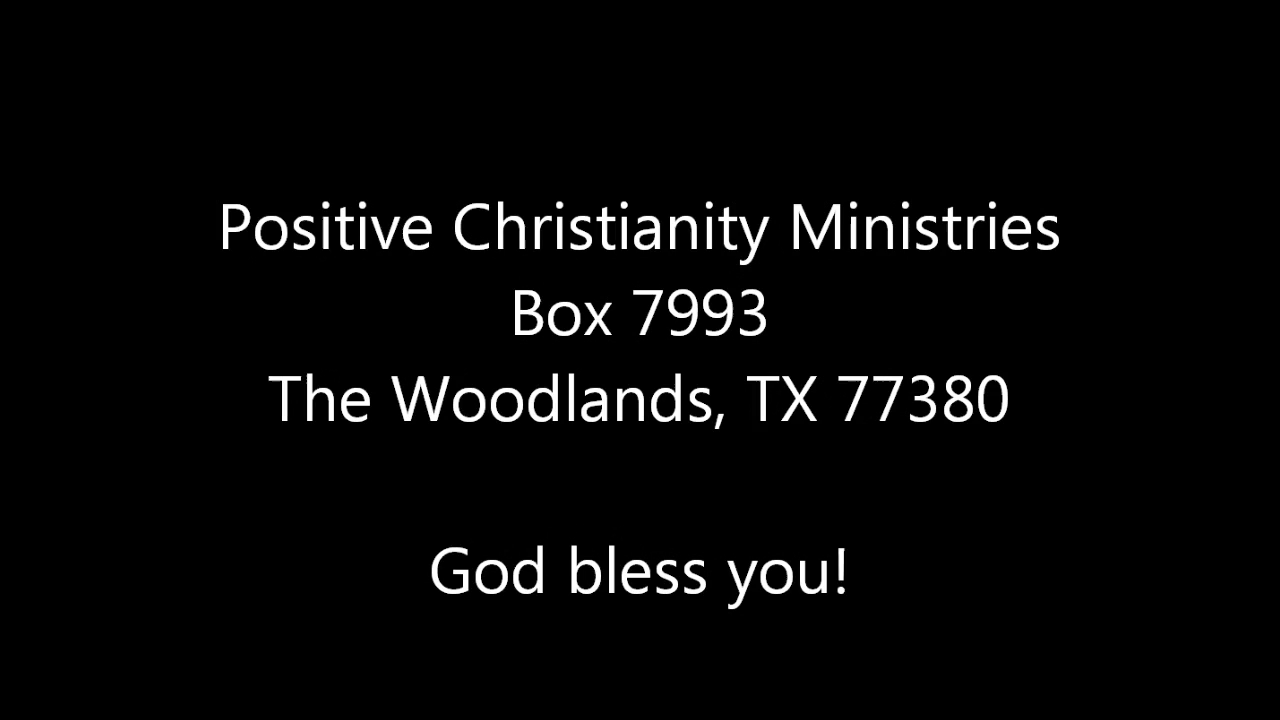 Positive Christianity Ministries
Box 7993
The Woodlands, TX 77380
God bless you!